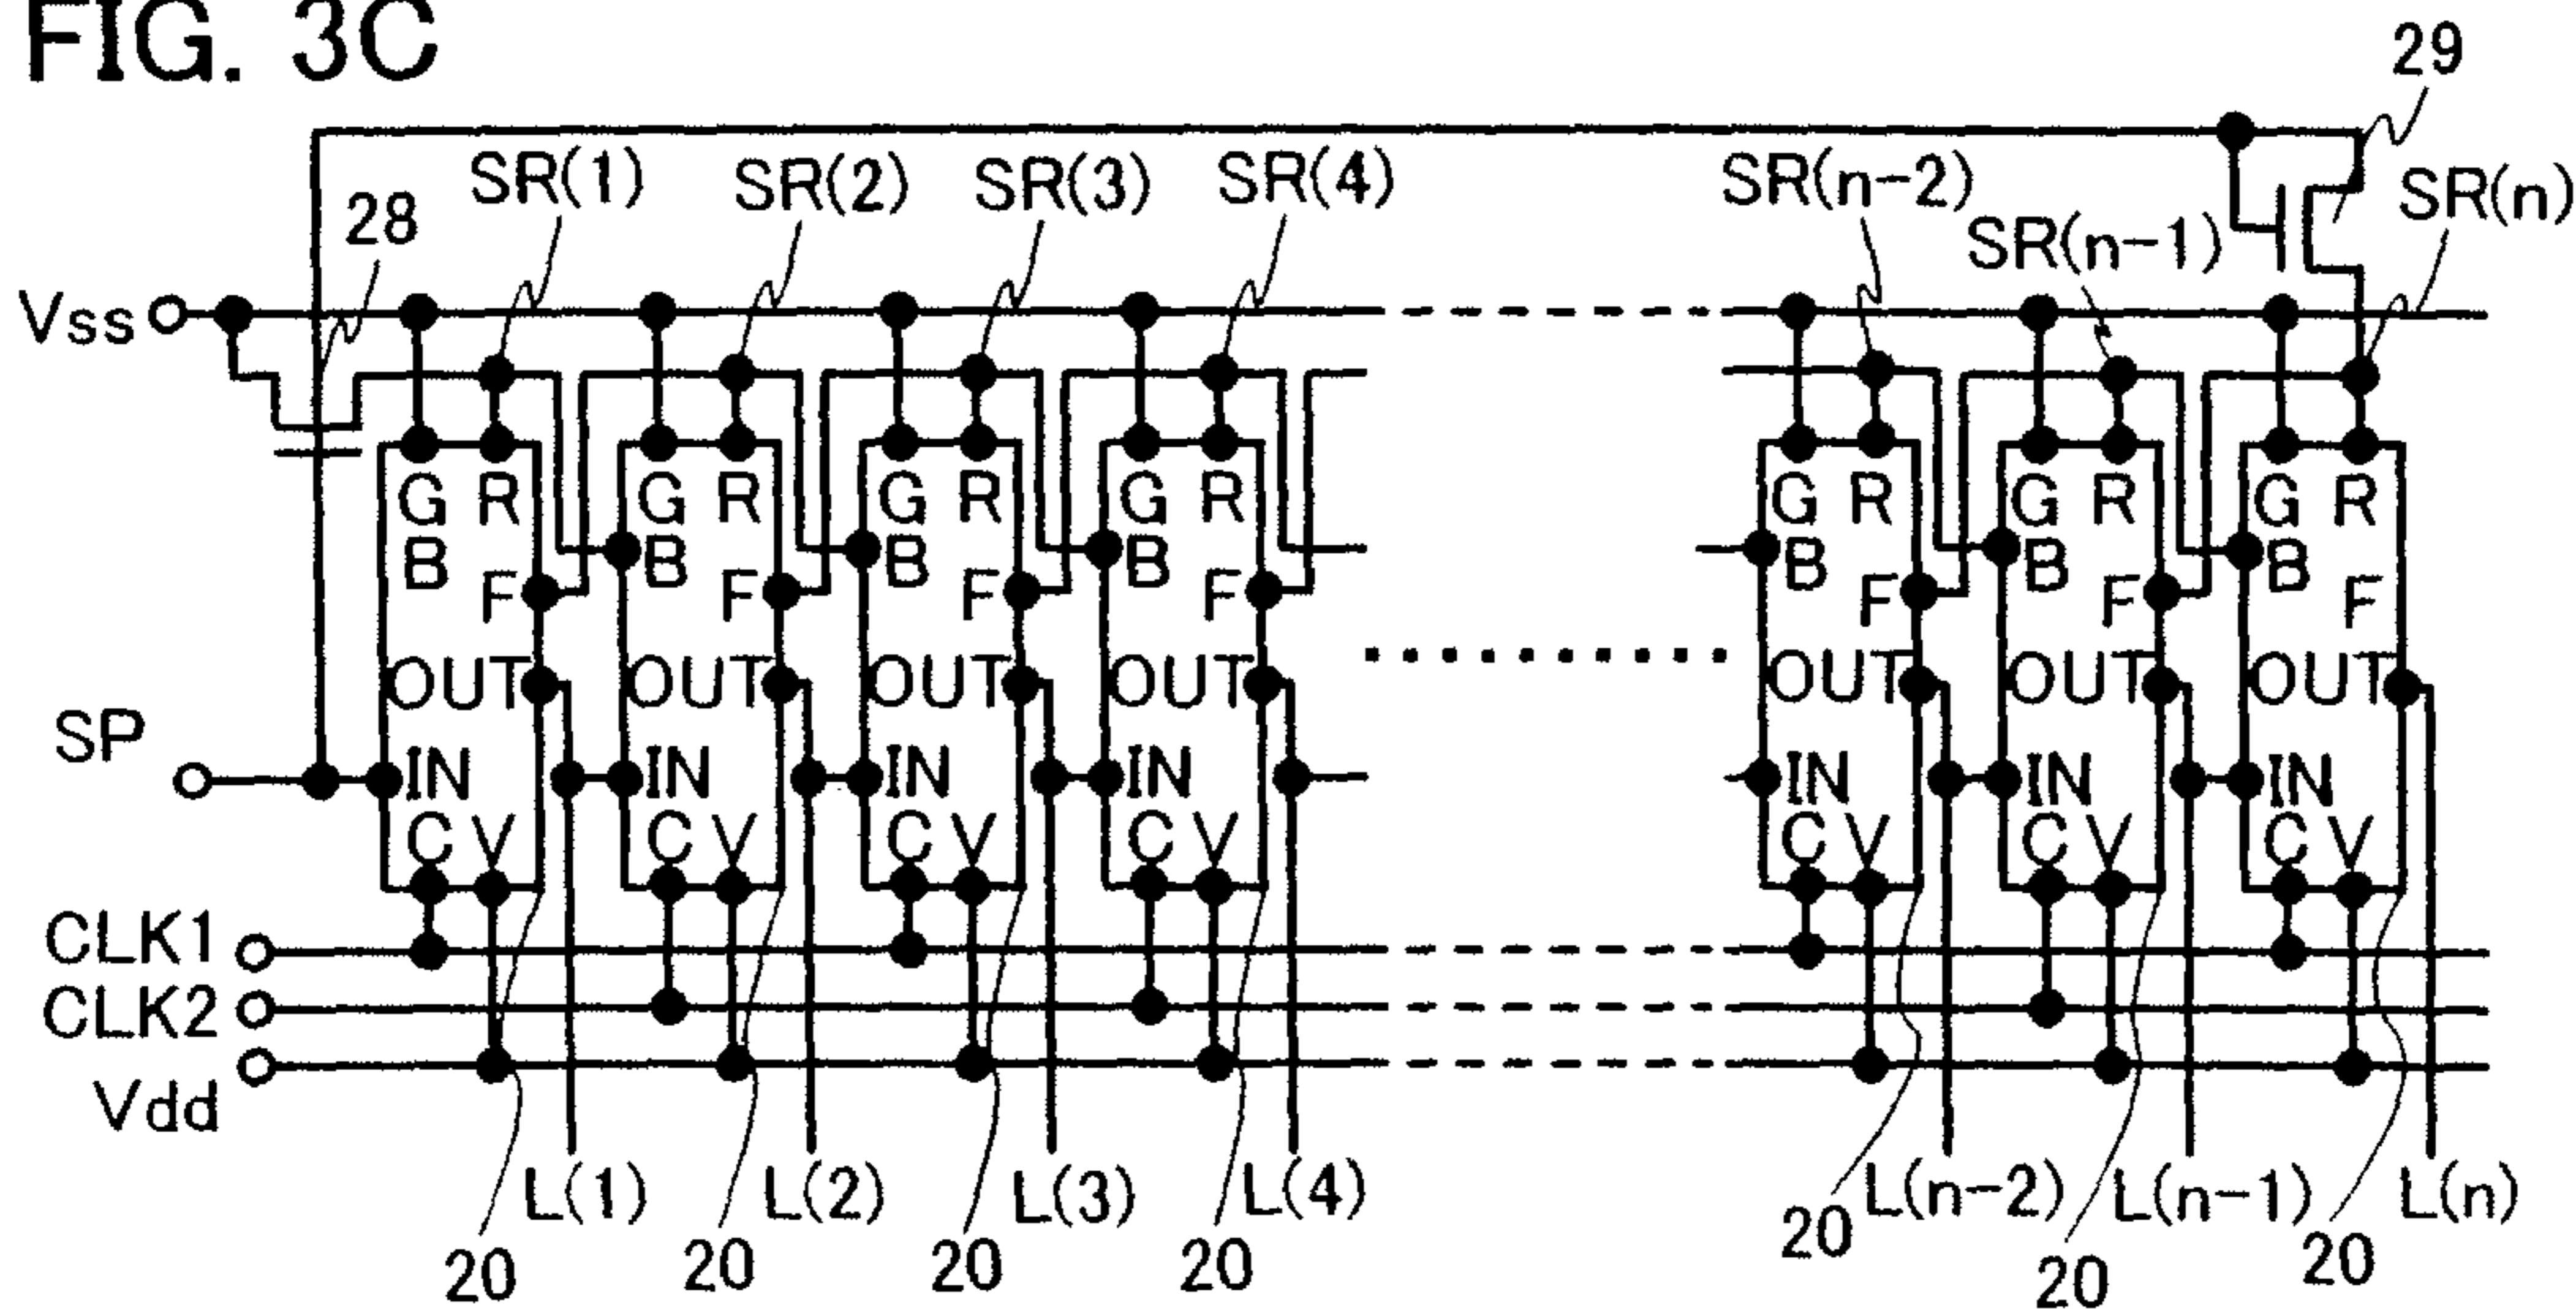 FIG. 3C
29
SR(1) SR(2) SR(3) SR(4) SR(n-2) SR(n-1) SR(n)
28
Vss
G R G R G R G R G R G R G R
B B B B B B B
F F F F F F F
OUT OUT OUT OUT OUT OUT OUT
SP
IN IN IN IN IN IN IN
C V C V C V C V C V C V C V
CLK1
CLK2
Vdd
L(1) L(2) L(3) L(4) L(n-2) L(n-1) L(n)
20 20 20 20 20 20 20